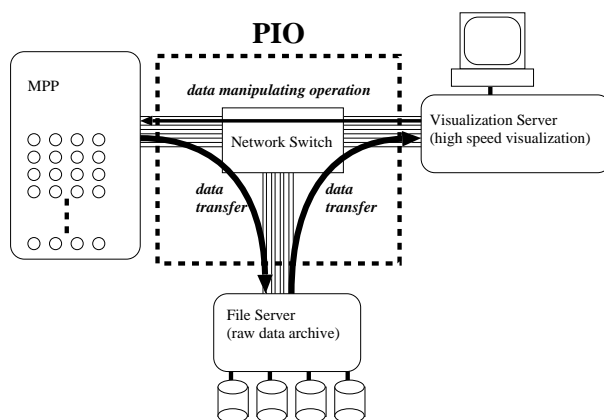 PIO
MPP
data manipulating operation
Network Switch
Visualization Server
(high speed visualization)
data
transfer
data
transfer
File Server
(raw data archive)